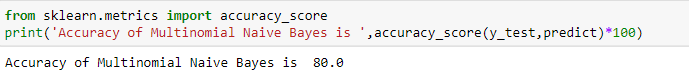 from sklearn.metrics import accuracy_score
print('Accuracy of Multinomial Naive Bayes is ',accuracy_score(y_test,predict)*100)
Accuracy of Multinomial Naive Bayes is  80.0